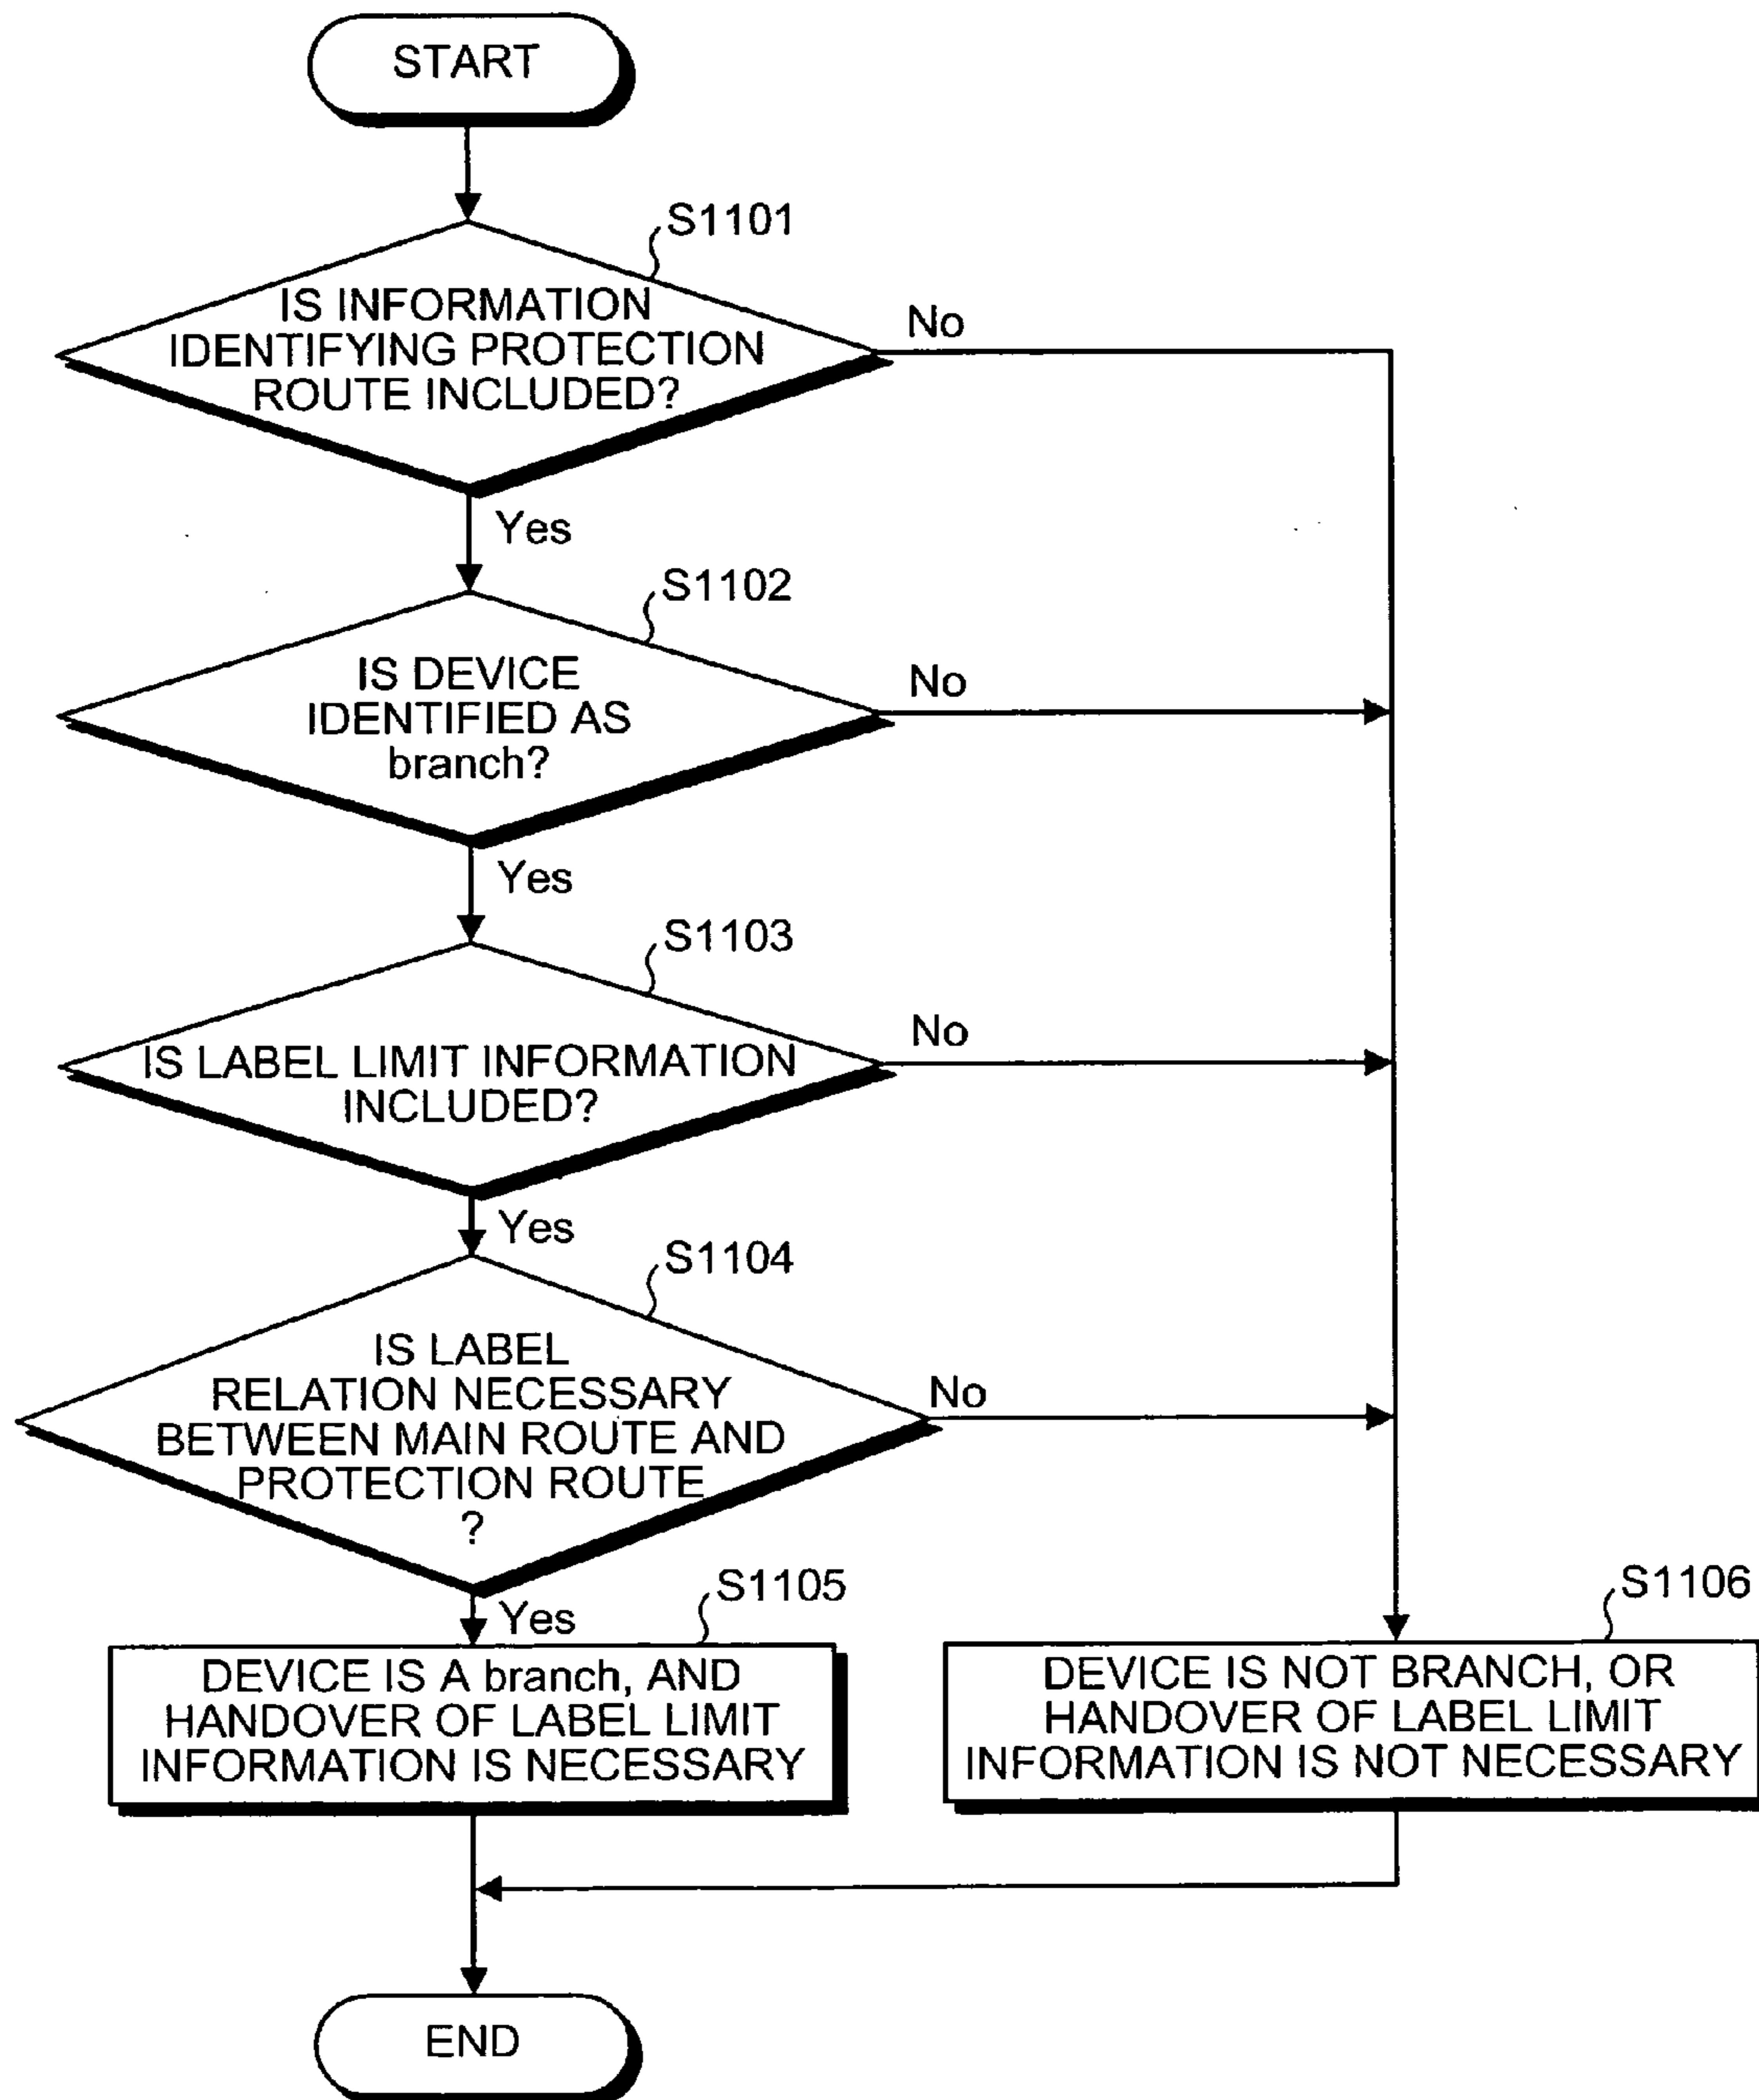 START
S1101
IS INFORMATION
IDENTIFYING PROTECTION
ROUTE INCLUDED?
No
Yes
S1102
IS DEVICE
IDENTIFIED AS
branch?
No
Yes
S1103
IS LABEL LIMIT INFORMATION
INCLUDED?
No
Yes
S1104
IS LABEL
RELATION NECESSARY
BETWEEN MAIN ROUTE AND
PROTECTION ROUTE
?
No
Yes
S1105
DEVICE IS A branch, AND
HANDOVER OF LABEL LIMIT
INFORMATION IS NECESSARY
S1106
DEVICE IS NOT BRANCH, OR
HANDOVER OF LABEL LIMIT
INFORMATION IS NOT NECESSARY
END